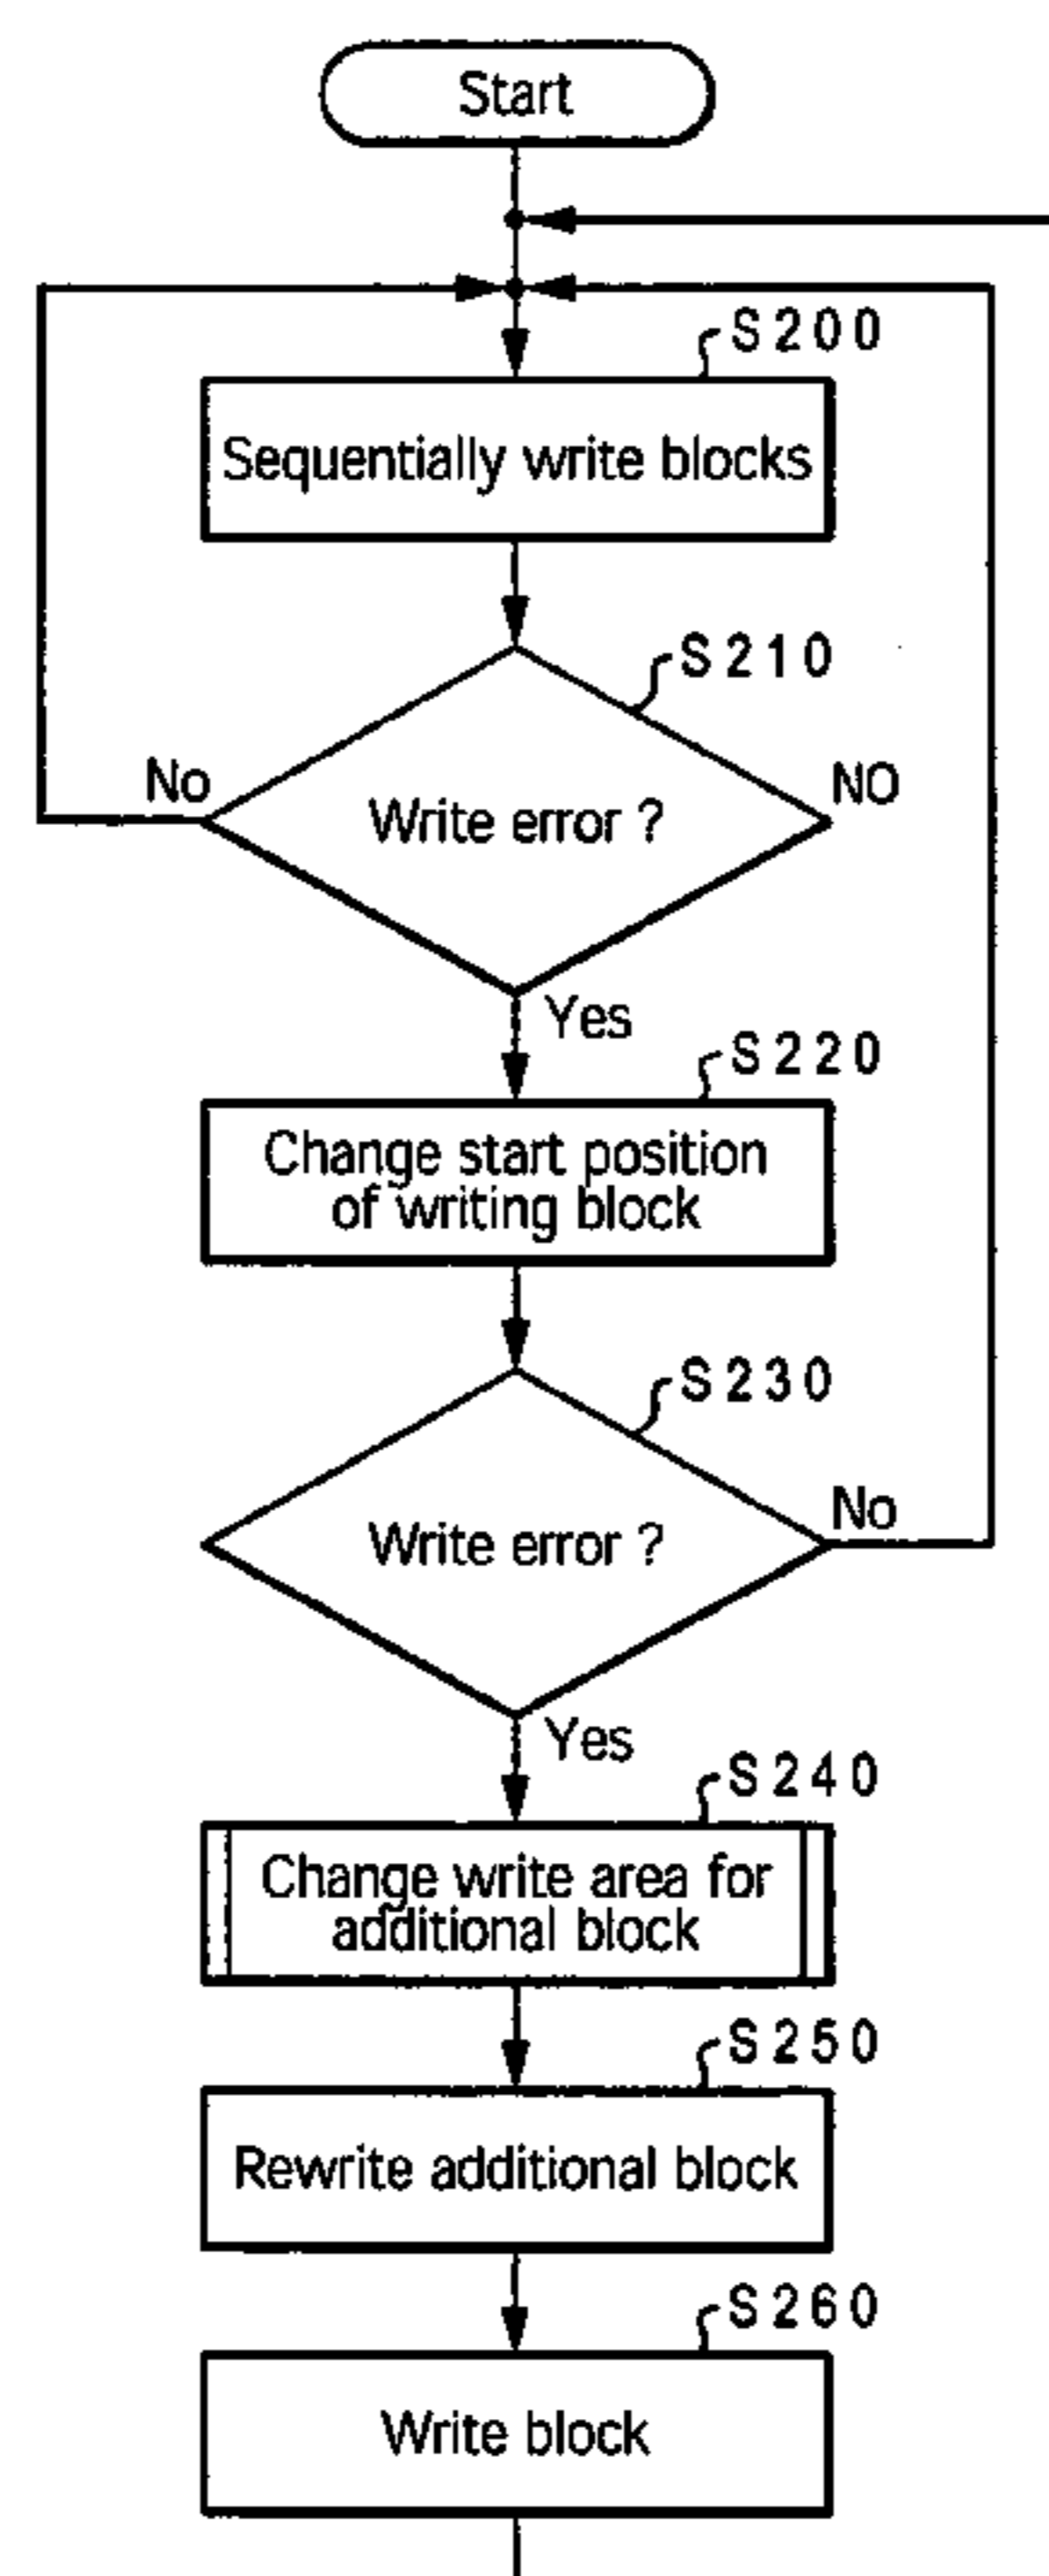 Start
S200
Sequentially write blocks
S210
No
NO
Write error ?
Yes
S220
Change start position
of writing block
S230
No
Write error ?
Yes
S240
Change write area for
additional block
S250
Rewrite additional block
S260
Write block